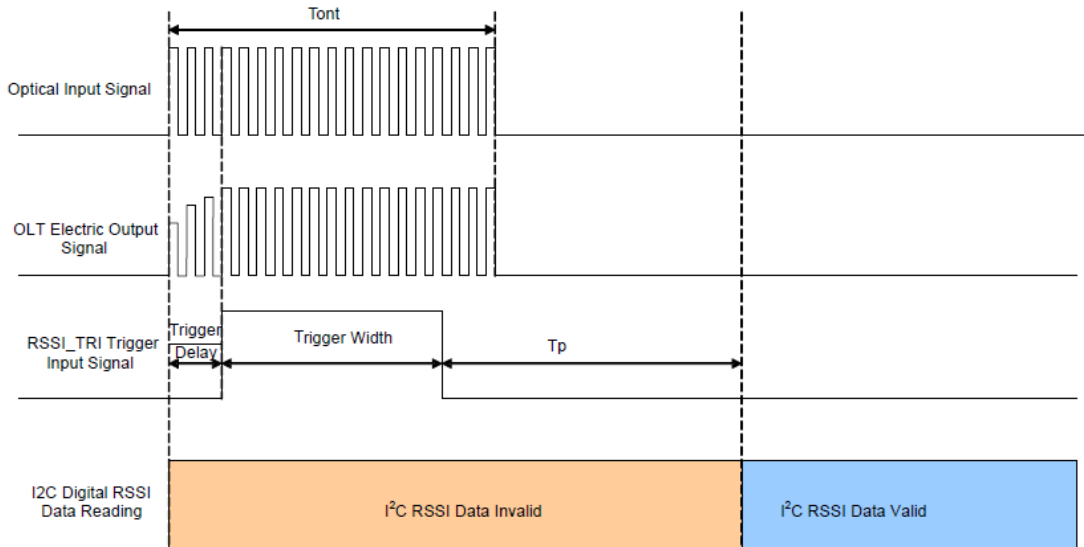 Tont
Optical Input Signal
OLT Electric Output
Signal
RSSI_TRI Trigger
Input Signal
Trigger
Delay
Trigger Width
Tp
I2C Digital RSSI
Data Reading
I²C RSSI Data Invalid
I²C RSSI Data Valid